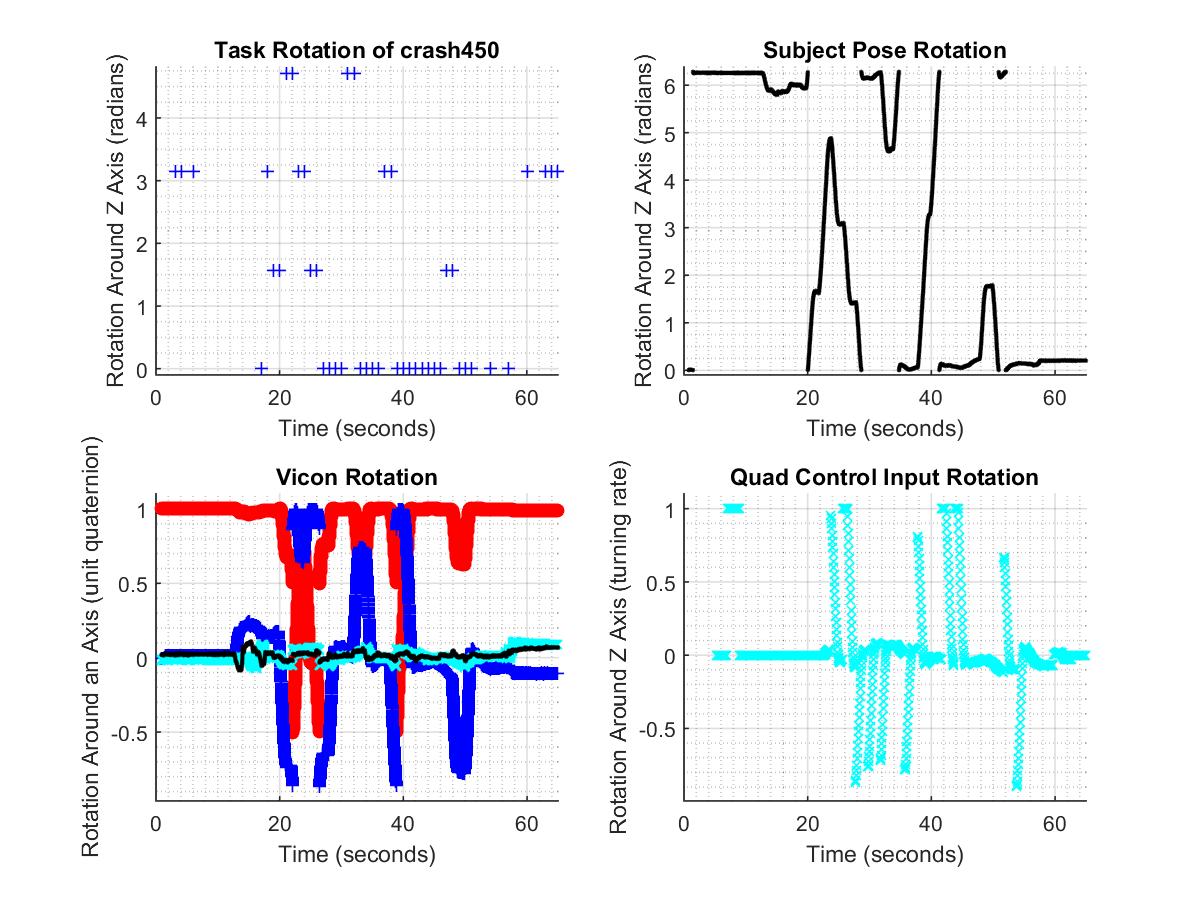 Task Rotation of crash450
Rotation Around Z Axis (radians)
4
3
2
1
0
0 20 40 60
Time (seconds)
Subject Pose Rotation
Rotation Around Z Axis (radians)
6
5
4
3
2
1
0
0 20 40 60
Time (seconds)
Vicon Rotation
Rotation Around an Axis (unit quaternion)
1
0.5
0
-0.5
0 20 40 60
Time (seconds)
Quad Control Input Rotation
Rotation Around Z Axis (turning rate)
1
0.5
0
-0.5
0 20 40 60
Time (seconds)